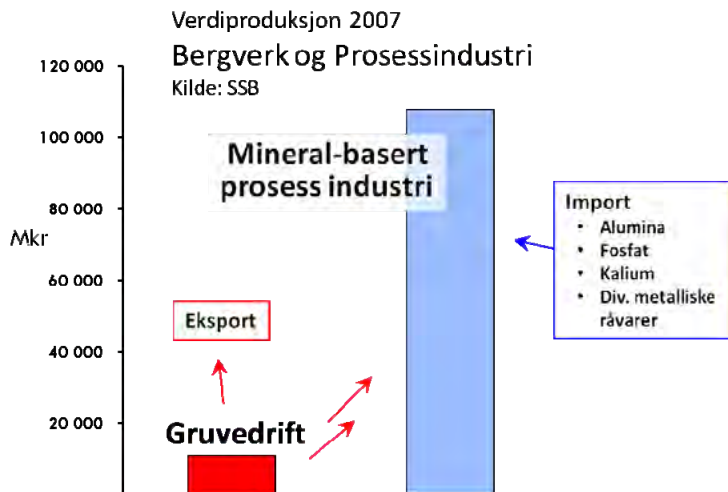 Verdiproduksjon 2007
Bergverk og Prosessindustri
Kilde: SSB
120 000
100 000
80 000
Mkr
60 000
40 000
20 000
Mineral-basert
prosess industri
Import
• Alumina
• Fosfat
• Kalium
• Div. metalliske
råvarer
Eksport
Gruvedrift